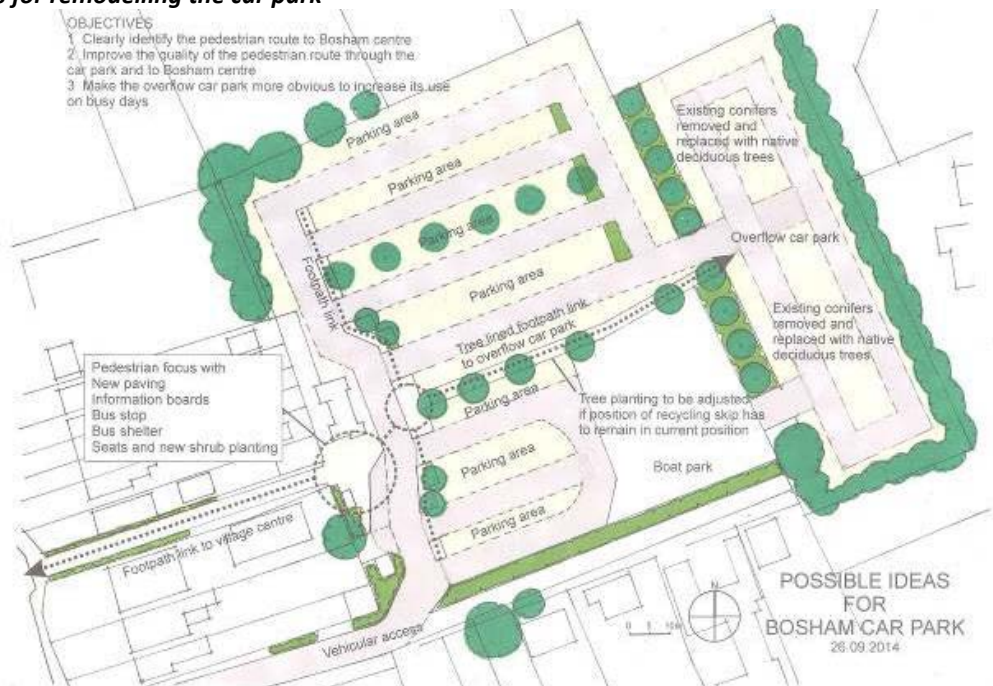 for remodelling the car park
OBJECTIVES
1 Clearly identify the pedestrian route to Bosham centre
2 Improve the quality of the pedestrian route through the
car park and to Bosham centre
3 Make the overflow car park more obvious to increase its use
on busy days
Parking area
Parking area
Parking area
Parking area
Existing conifers
removed and
replaced with native
deciduous trees
Overflow car park
Footpath link
Tree lined footpath link
to overflow car park
Existing conifers
removed and
replaced with native
deciduous trees
Pedestrian focus with
New paving
Information boards
Bus stop
Bus shelter
Seats and new shrub planting
Parking area
Tree planting to be adjusted
if position of recycling skip has
to remain in current position
Parking area
Boat park
Parking area
Footpath link to village centre
Vehicular access
N
POSSIBLE IDEAS
FOR
BOSHAM CAR PARK
26.09.2014